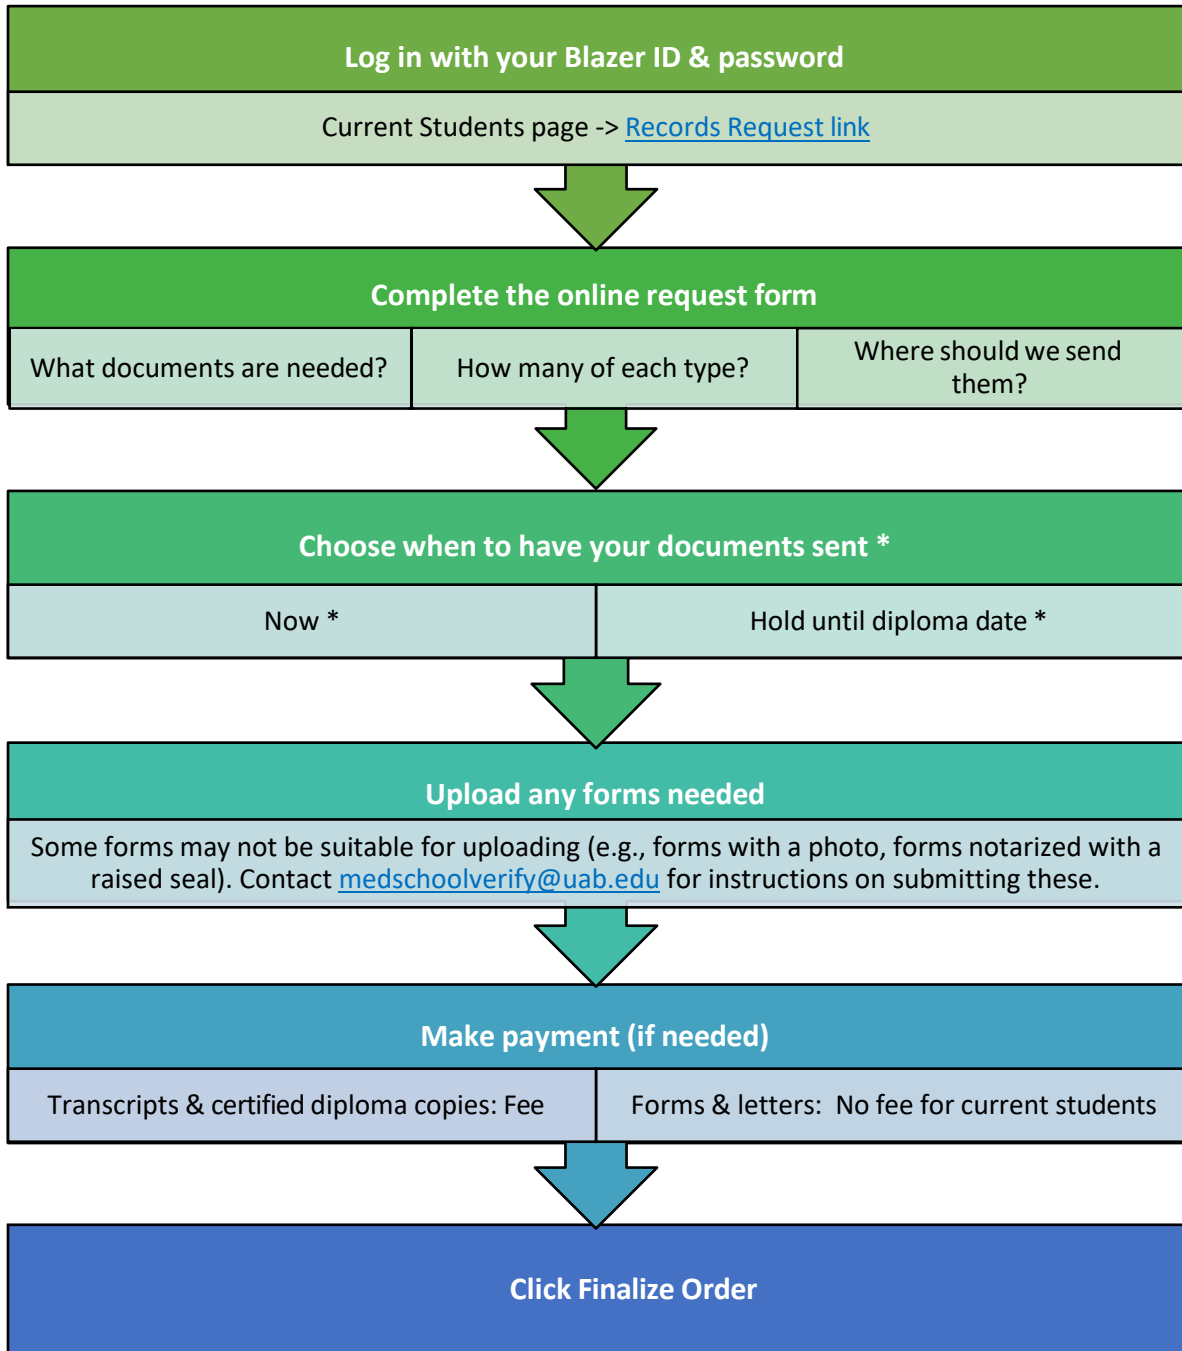 Log in with your Blazer ID & password
Current Students page -> Records Request link
Complete the online request form
What documents are needed?
How many of each type?
Where should we send
them?
Choose when to have your documents sent *
Now *
Hold until diploma date *
Upload any forms needed
Some forms may not be suitable for uploading (e.g., forms with a photo, forms notarized with a
raised seal). Contact medschoolverify@uab.edu for instructions on submitting these.
Make payment (if needed)
Transcripts & certified diploma copies: Fee
Forms & letters:  No fee for current students
Click Finalize Order